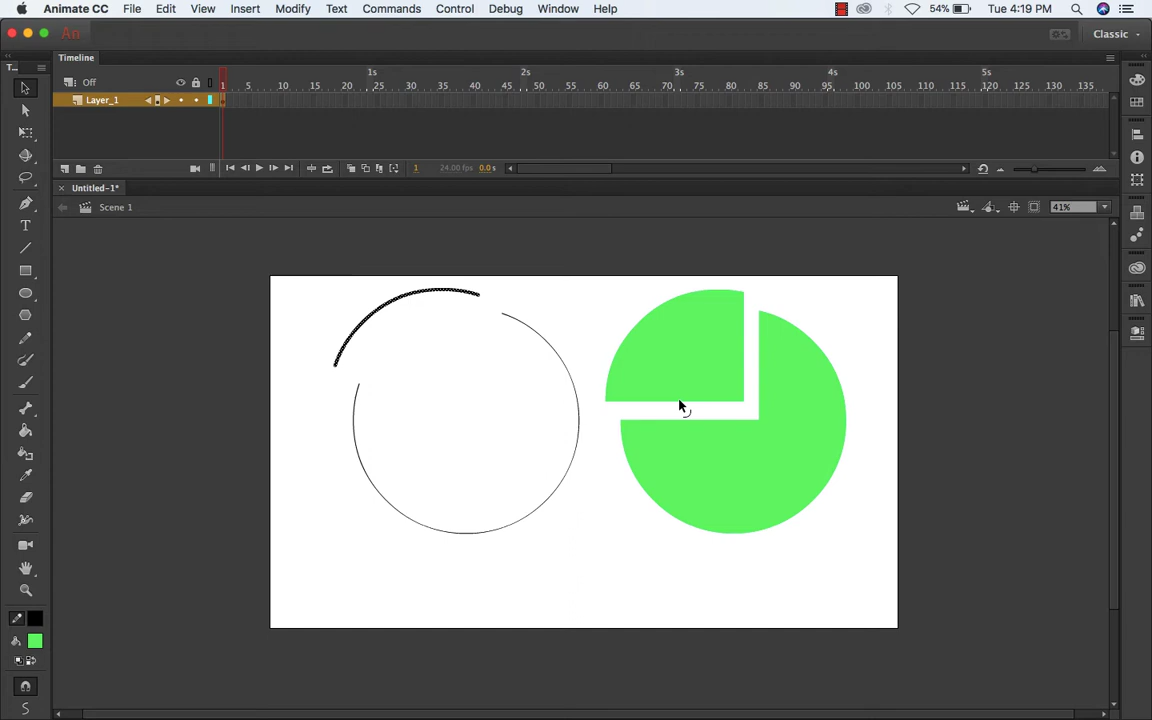 Animate CC File Edit View Insert Modify Text Commands Control Debug Window Help 54% Tue 4:19 PM
An Classic
Timeline
T...
1s 2s 3s 4s 5s
Off 1 5 10 15 20 25 30 35 40 45 50 55 60 65 70 75 80 85 90 95 100 105 110 115 120 125 130 135
Layer_1
1 24.00 fps 0.0 s
Untitled-1*
Scene 1 41%